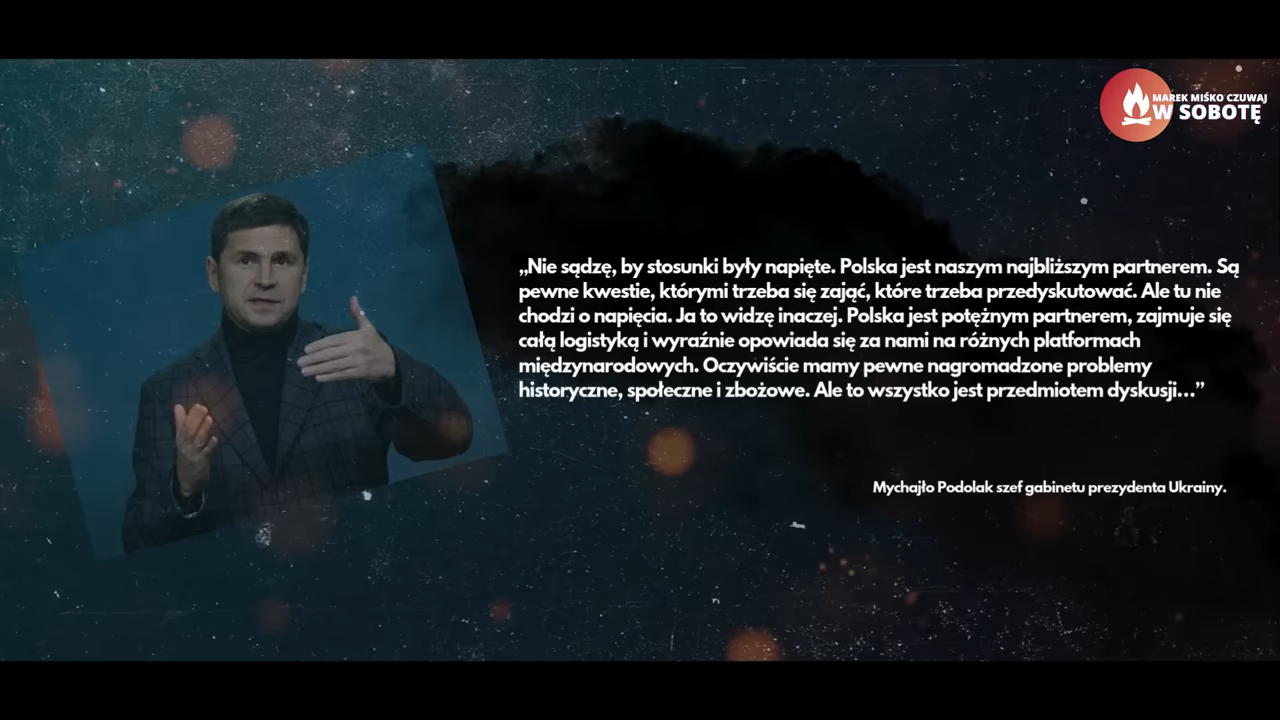 MAREK MIŚKO CZUWAJ
W SOBOTĘ
„Nie sądzę, by stosunki były napięte. Polska jest naszym najbliższym partnerem. Są
pewne kwestie, którymi trzeba się zająć, które trzeba przedyskutować. Ale tu nie
chodzi o napięcia. Ja to widzę inaczej. Polska jest potężnym partnerem, zajmuje się
całą logistyką i wyraźnie opowiada się za nami na różnych platformach
międzynarodowych. Oczywiście mamy pewne nagromadzone problemy
historyczne, społeczne i zbożowe. Ale to wszystko jest przedmiotem dyskusji...”
Mychajło Podolak szef gabinetu prezydenta Ukrainy.